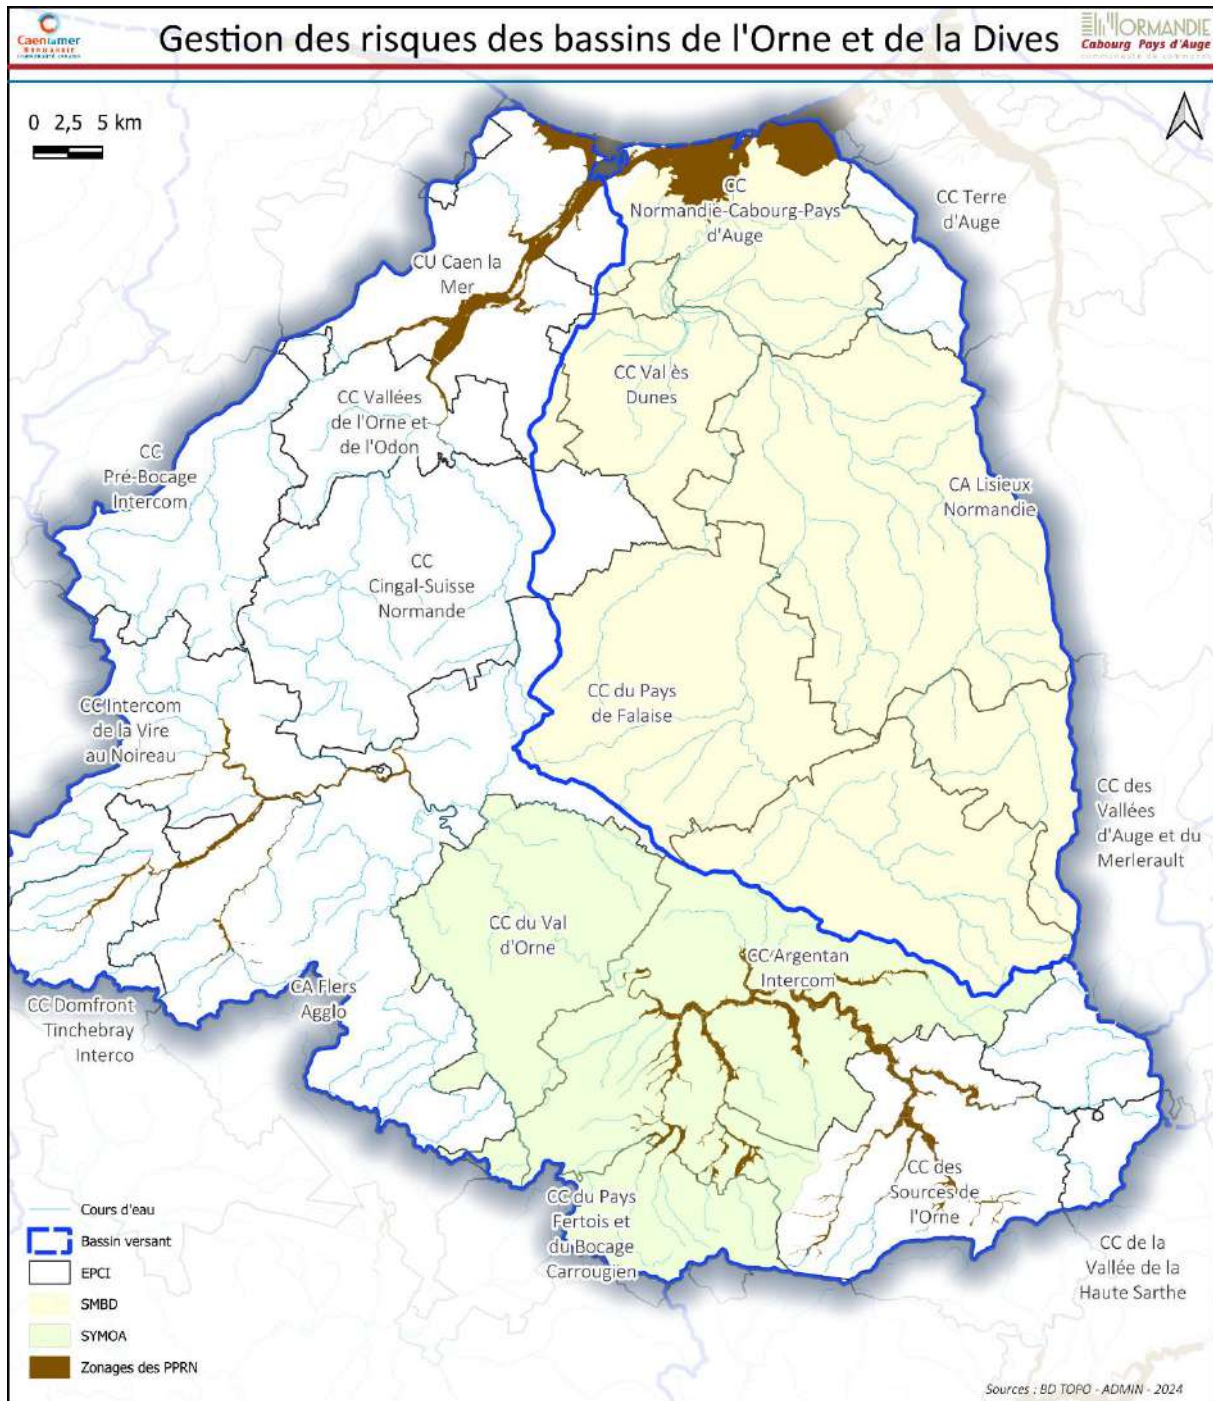 Caen la mer
NORMANDIE
COMMUNAUTÉ URBAINE
Gestion des risques des bassins de l'Orne et de la Dives
NORMANDIE
Cabourg Pays d'Auge
communauté de communes
0 2,5 5 km
CC
Normandie-Cabourg-Pays
d'Auge
CC Terre
d'Auge
CU Caen la
Mer
CC Val ès
Dunes
CC Vallées
de l'Orne et
de l'Odon
CC
Pré-Bocage
Intercom
CA Lisieux
Normandie
CC
Cingal-Suisse
Normande
CC du Pays
de Falaise
CC Intercom
de la Vire
au Noireau
CC des
Vallées
d'Auge et du
Merlerault
CC du Val
d'Orne
CC Argentan
Intercom
CA Flers
Agglo
CC Domfront
Tinchebray
Interco
CC des
Sources de
l'Orne
CC du Pays
Fertois et
du Bocage
Carrougien
CC de la
Vallée de la
Haute Sarthe
Cours d'eau
Bassin versant
EPCI
SMBD
SYMOA
Zonages des PPRN
Sources : BD TOPO - ADMIN - 2024